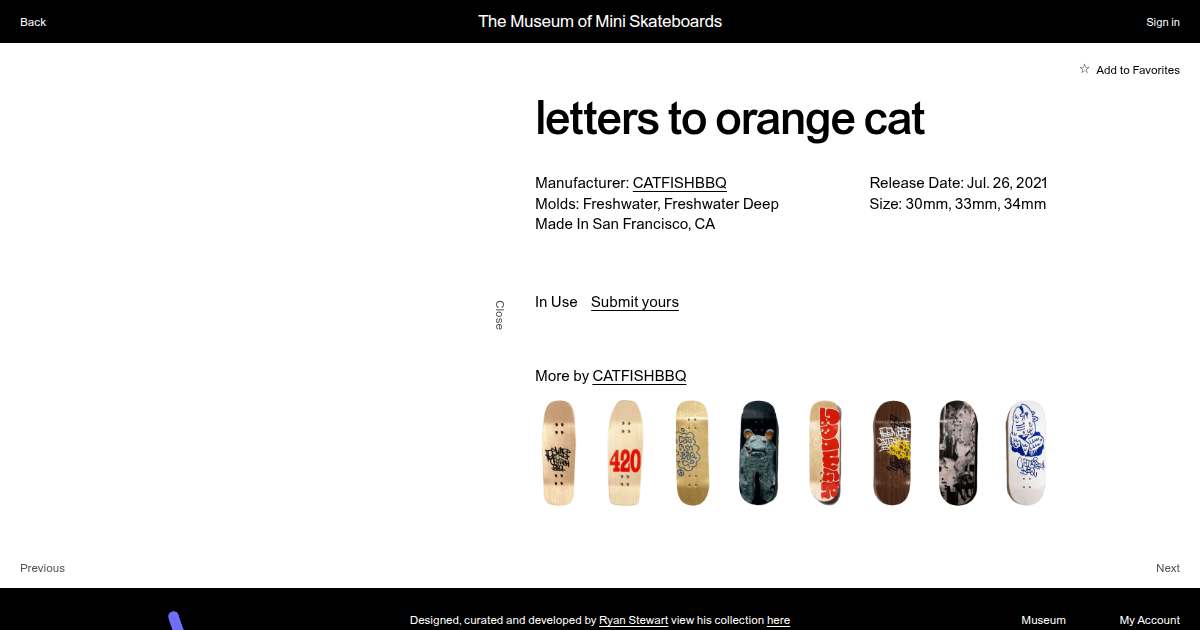 Back
The Museum of Mini Skateboards
Sign in
☆ Add to Favorites
letters to orange cat
Manufacturer: CATFISHBBQ
Molds: Freshwater, Freshwater Deep
Made In San Francisco, CA
Release Date: Jul. 26, 2021
Size: 30mm, 33mm, 34mm
Close
In Use Submit yours
More by CATFISHBBQ
420
Previous
Next
Designed, curated and developed by Ryan Stewart view his collection here
Museum
My Account